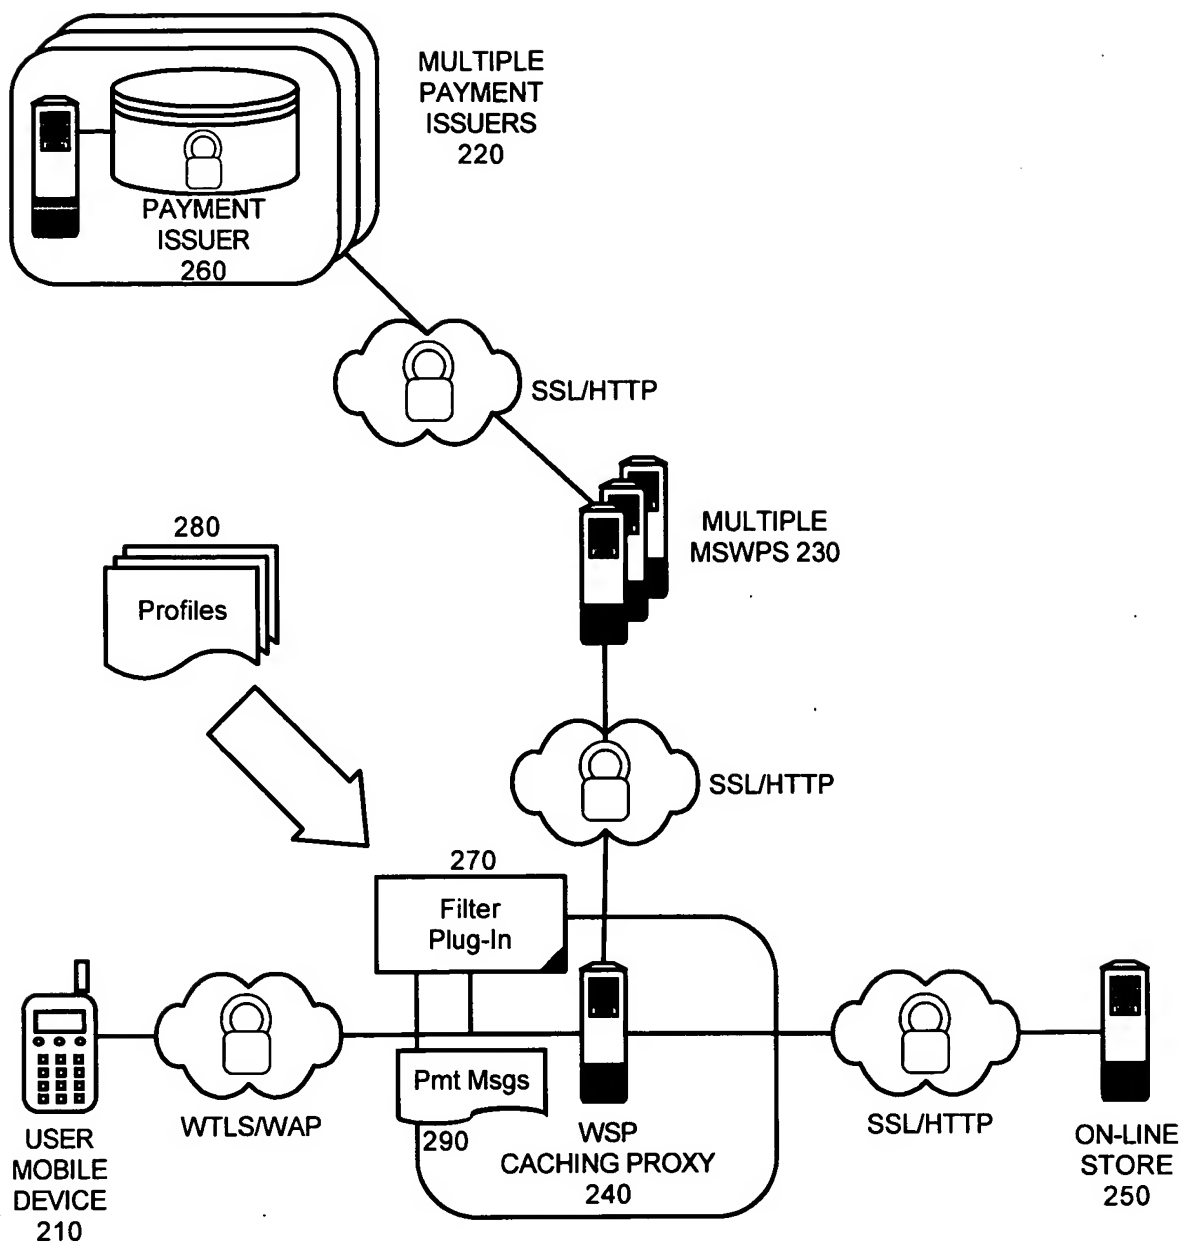 MULTIPLE
PAYMENT
ISSUERS
220
PAYMENT
ISSUER
260
SSL/HTTP
MULTIPLE
MSWPS 230
280
Profiles
SSL/HTTP
270
Filter
Plug-In
Pmt Msgs
290
WTLS/WAP
USER
MOBILE
DEVICE
210
WSP
CACHING PROXY
240
SSL/HTTP
ON-LINE
STORE
250